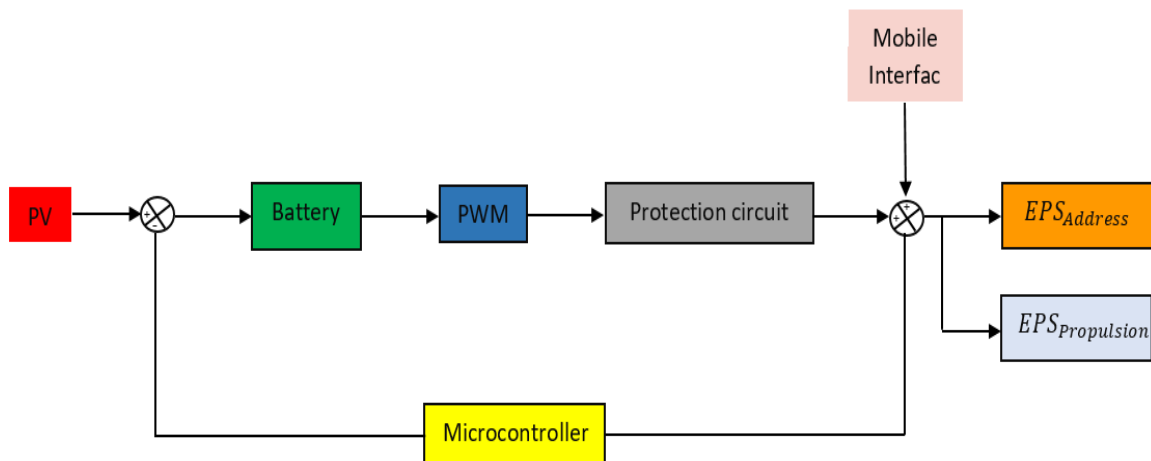 Mobile
Interfac
PV
+
-
Battery
PWM
Protection circuit
+
+
EPS_Address
EPS_Propulsion
Microcontroller